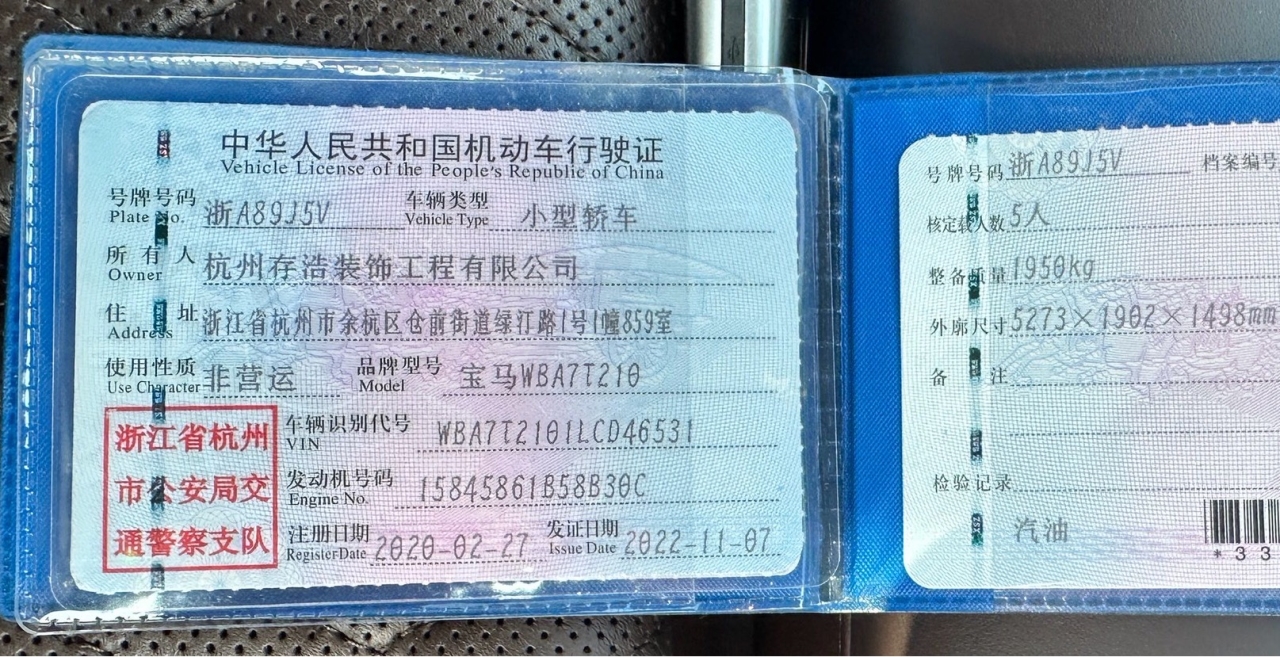 中华人民共和国机动车行驶证
Vehicle License of the People's Republic of China
号牌号码 浙A89J5V 车辆类型 小型轿车
Plate No. Vehicle Type
所有人 杭州存浩装饰工程有限公司
Owner
住址 浙江省杭州市余杭区仓前街道绿汀路1号1幢859室
Address
使用性质 非营运 品牌型号 宝马WBA7T210
Use Character Model
浙江省杭州
市公安局交
通警察支队
车辆识别代号 WBA7T2101LCD46531
VIN
发动机号码 15845861B58B30C
Engine No.
注册日期 2020-02-27 发证日期 2022-11-07
Register Date Issue Date
号牌号码 浙A89J5V 档案编号
核定载人数 5人
整备质量 1950kg
外廓尺寸 5273×1902×1498mm
备注
检验记录
汽油
*33